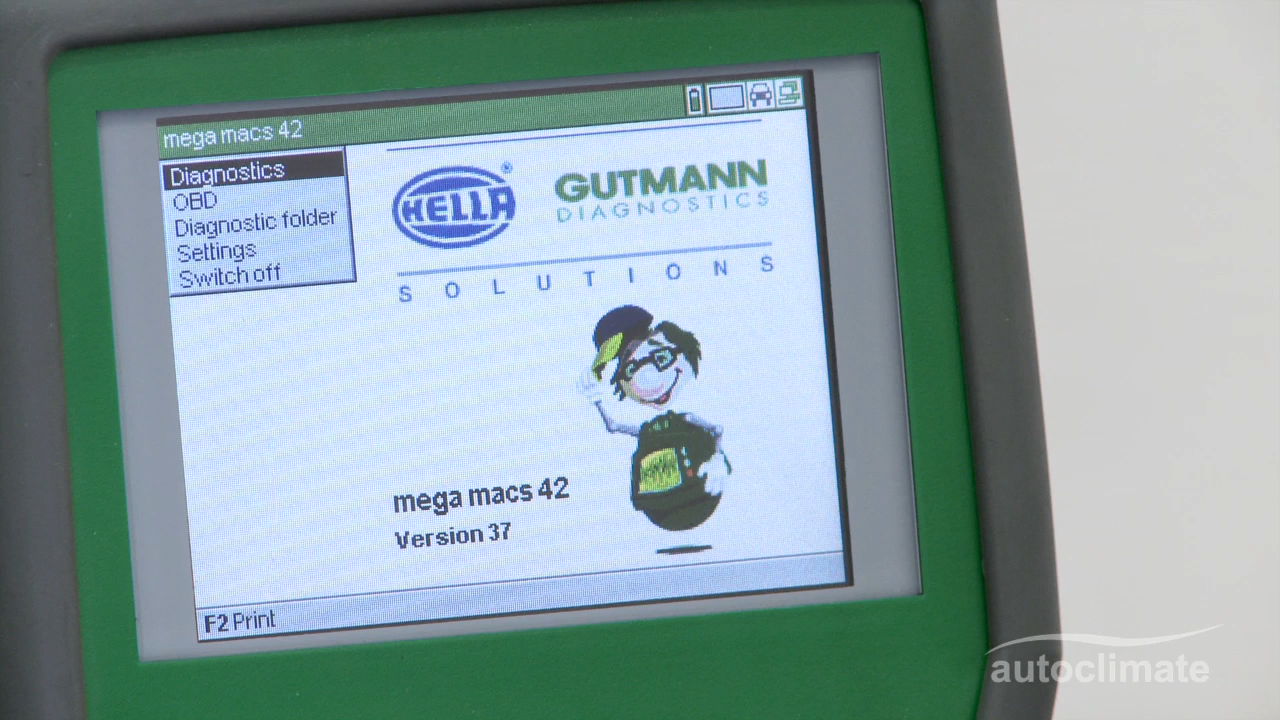 mega macs 42
Diagnostics
OBD
Diagnostic folder
Settings
Switch off
HELLA®
GUTMANN
DIAGNOSTICS
SOLUTIONS
mega macs 42
Version 37
F2 Print
autoclimate